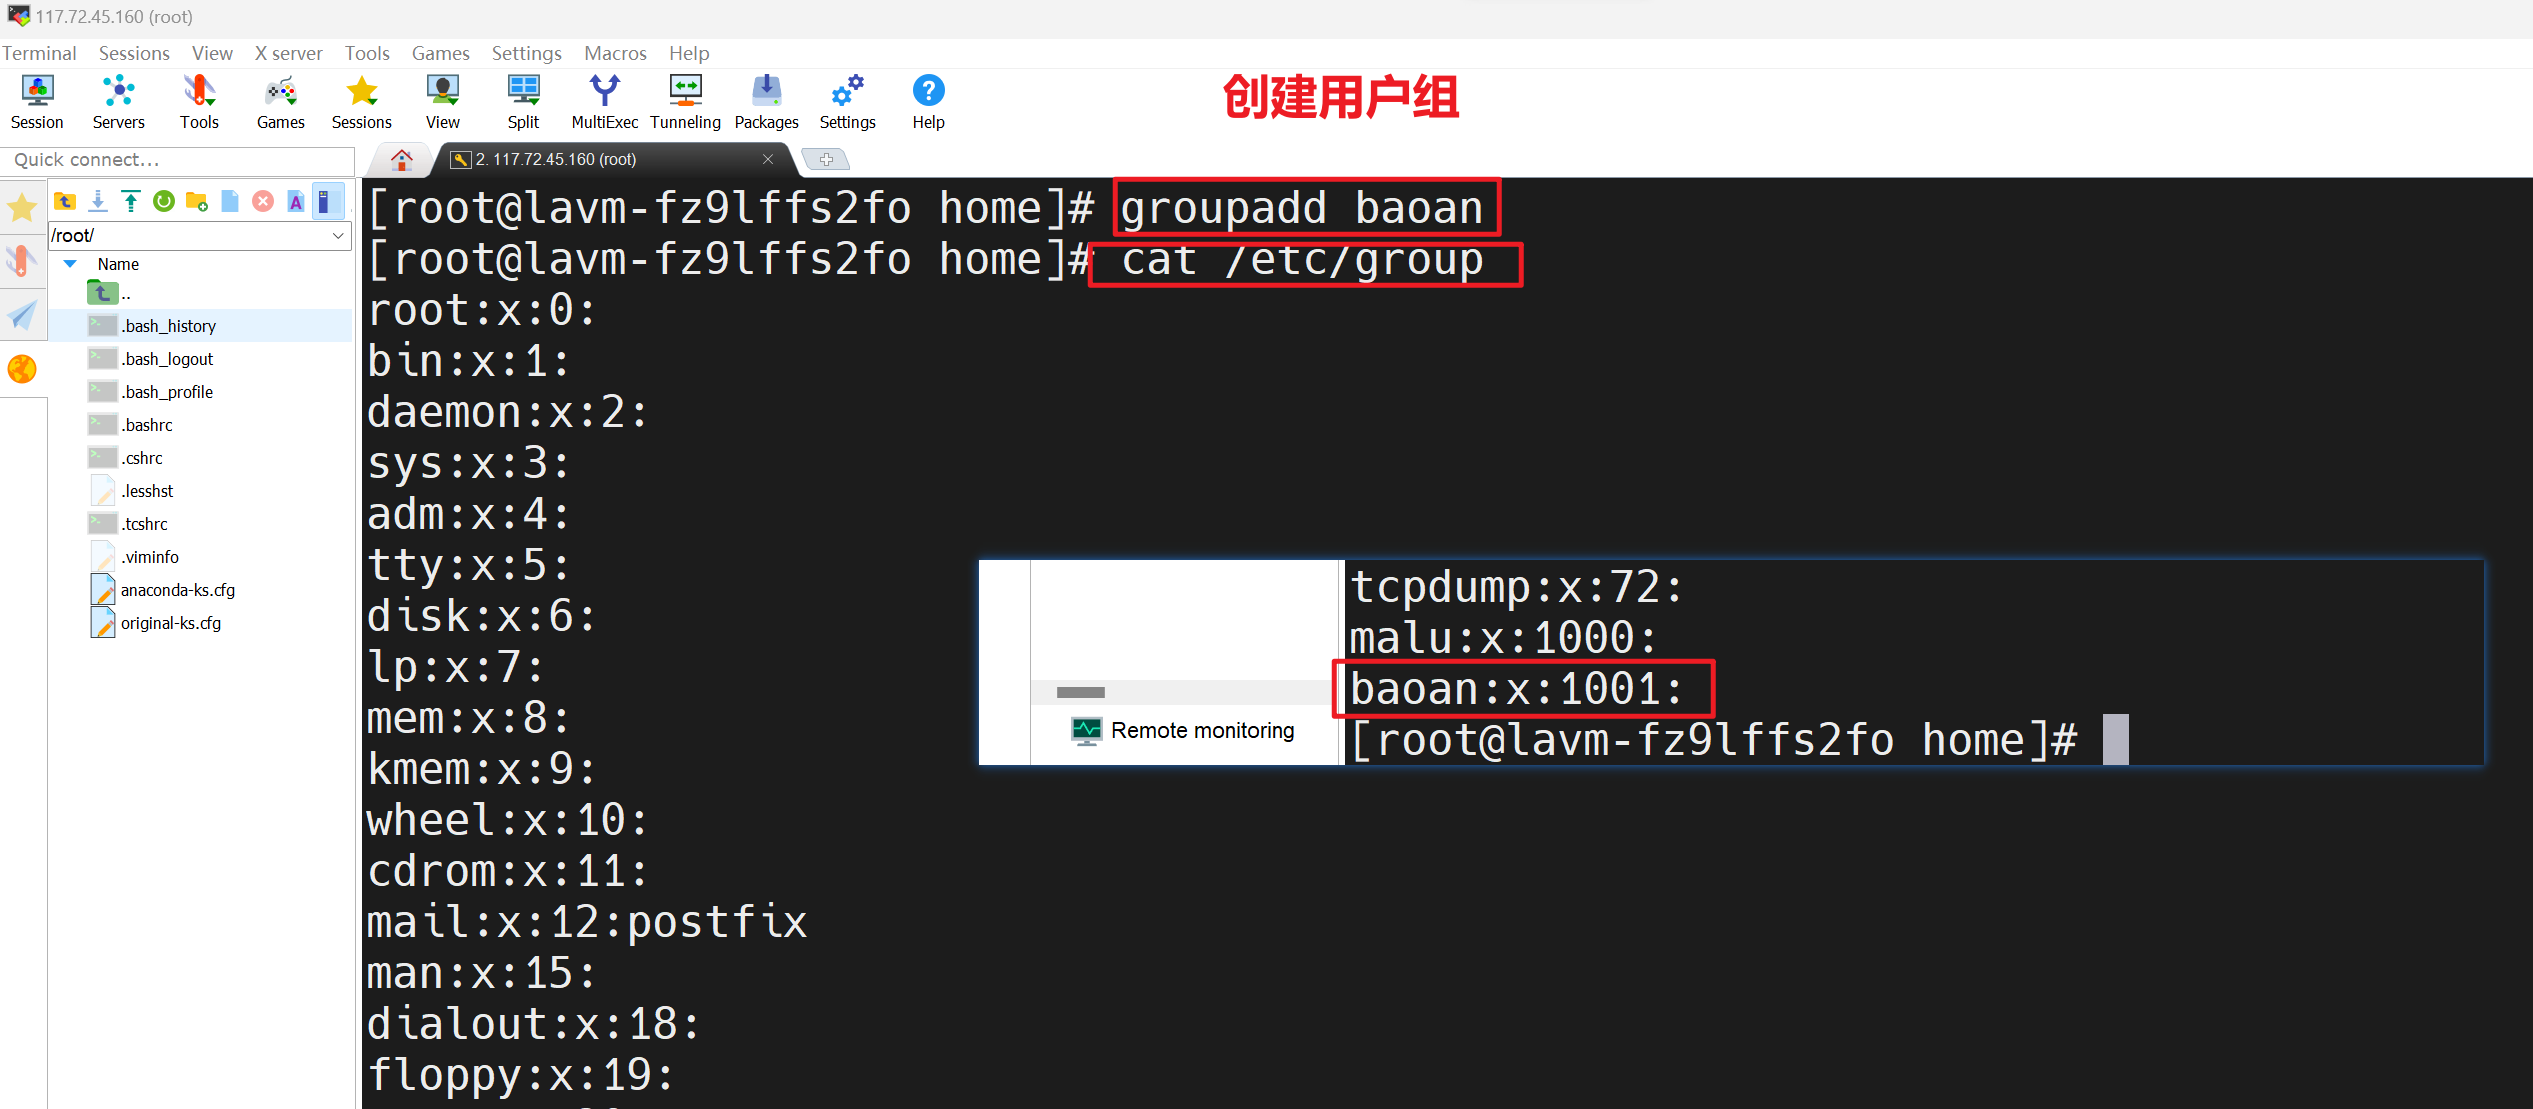 117.72.45.160 (root)
Terminal Sessions View X server Tools Games Settings Macros Help
创建用户组
Session Servers Tools Games Sessions View Split MultiExec Tunneling Packages Settings Help
Quick connect...
2. 117.72.45.160 (root)
/root/
Name
..
.bash_history
.bash_logout
.bash_profile
.bashrc
.cshrc
.lesshst
.tcshrc
.viminfo
anaconda-ks.cfg
original-ks.cfg
[root@lavm-fz9lffs2fo home]# groupadd baoan
[root@lavm-fz9lffs2fo home]# cat /etc/group
root:x:0:
bin:x:1:
daemon:x:2:
sys:x:3:
adm:x:4:
tty:x:5:
disk:x:6:
lp:x:7:
mem:x:8:
kmem:x:9:
wheel:x:10:
cdrom:x:11:
mail:x:12:postfix
man:x:15:
dialout:x:18:
floppy:x:19:
Remote monitoring
tcpdump:x:72:
malu:x:1000:
baoan:x:1001:
[root@lavm-fz9lffs2fo home]#